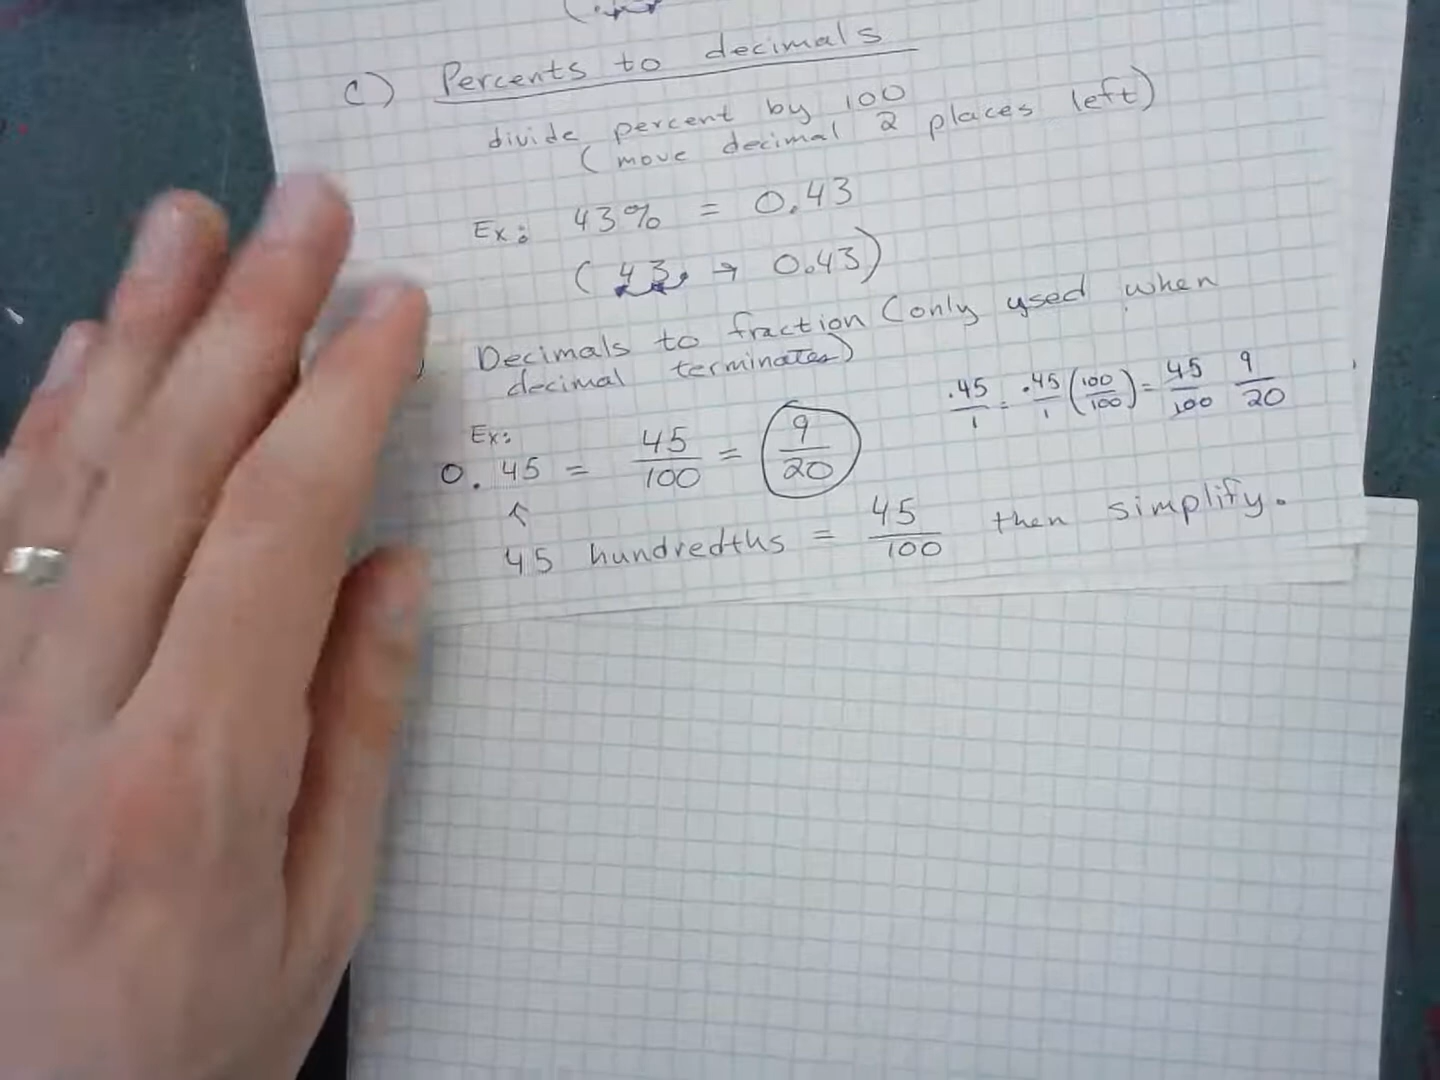 c) Percents to decimals
divide percent by 100
(move decimal 2 places left)
Ex: 43% = 0.43
(43. → 0.43)
) Decimals to fraction (only used when
decimal terminates)
.45/1 = .45/1 (100/100) = 45/100 9/20
Ex:
0.45 = 45/100 = 9/20
45 hundredths = 45/100 then simplify.